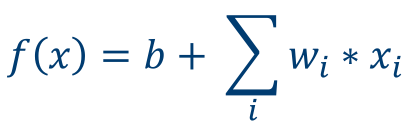 f(x) = b + ∑ᵢ wᵢ * xᵢ